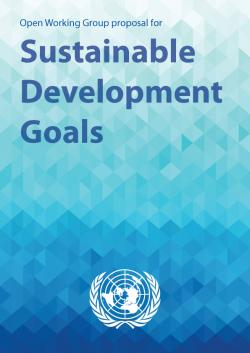 Open Working Group proposal for
Sustainable
Development
Goals